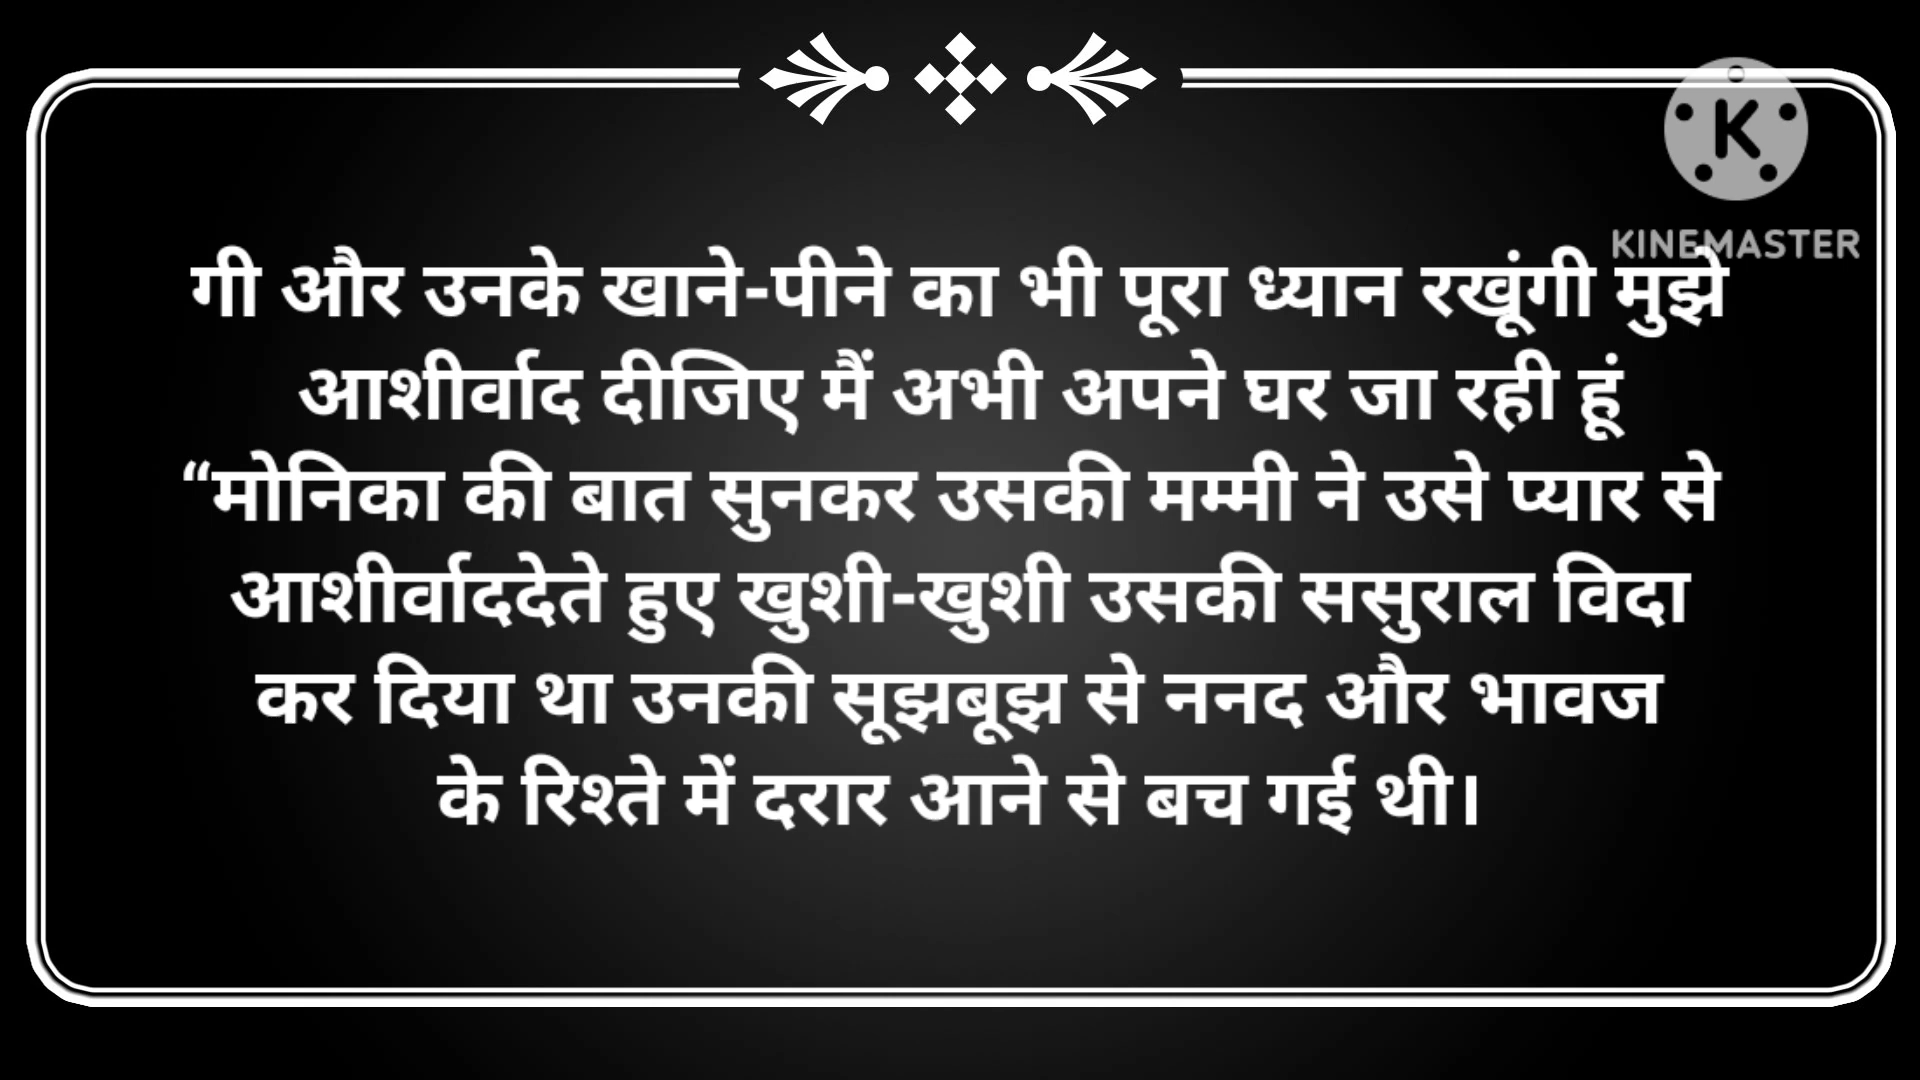 K
KINEMASTER
गी और उनके खाने-पीने का भी पूरा ध्यान रखूंगी मुझे
आशीर्वाद दीजिए मैं अभी अपने घर जा रही हूं
“मोनिका की बात सुनकर उसकी मम्मी ने उसे प्यार से
आशीर्वाददेते हुए खुशी-खुशी उसकी ससुराल विदा
कर दिया था उनकी सूझबूझ से ननद और भावज
के रिश्ते में दरार आने से बच गई थी।